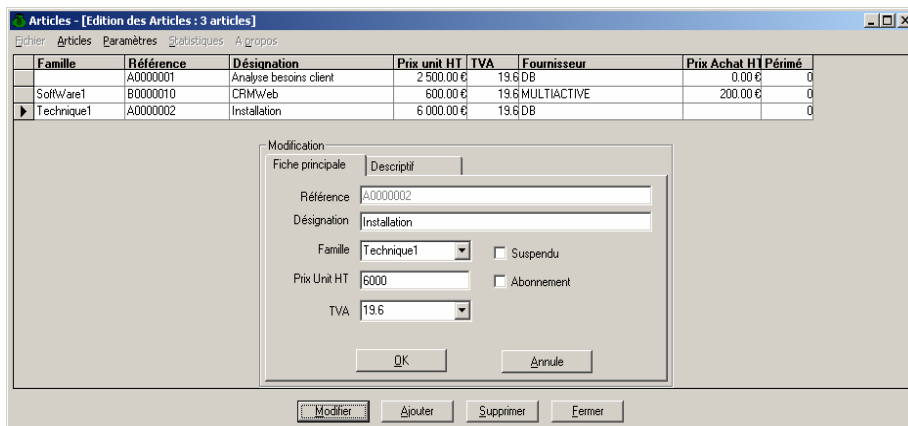 Articles - [Edition des Articles : 3 articles]
Fichier Articles Paramètres Statistiques A propos
Famille Référence Désignation Prix unit HT TVA Fournisseur Prix Achat HT Périmé
A0000001 Analyse besoins client 2 500.00 € 19.6 DB 0.00 € 0
SoftWare1 B0000010 CRMWeb 600.00 € 19.6 MULTIACTIVE 200.00 € 0
Technique1 A0000002 Installation 6 000.00 € 19.6 DB 0
Modification
Fiche principale Descriptif
Référence A0000002
Désignation Installation
Famille Technique1 Suspendu
Prix Unit HT 6000 Abonnement
TVA 19.6
OK Annule
Modifier Ajouter Supprimer Fermer